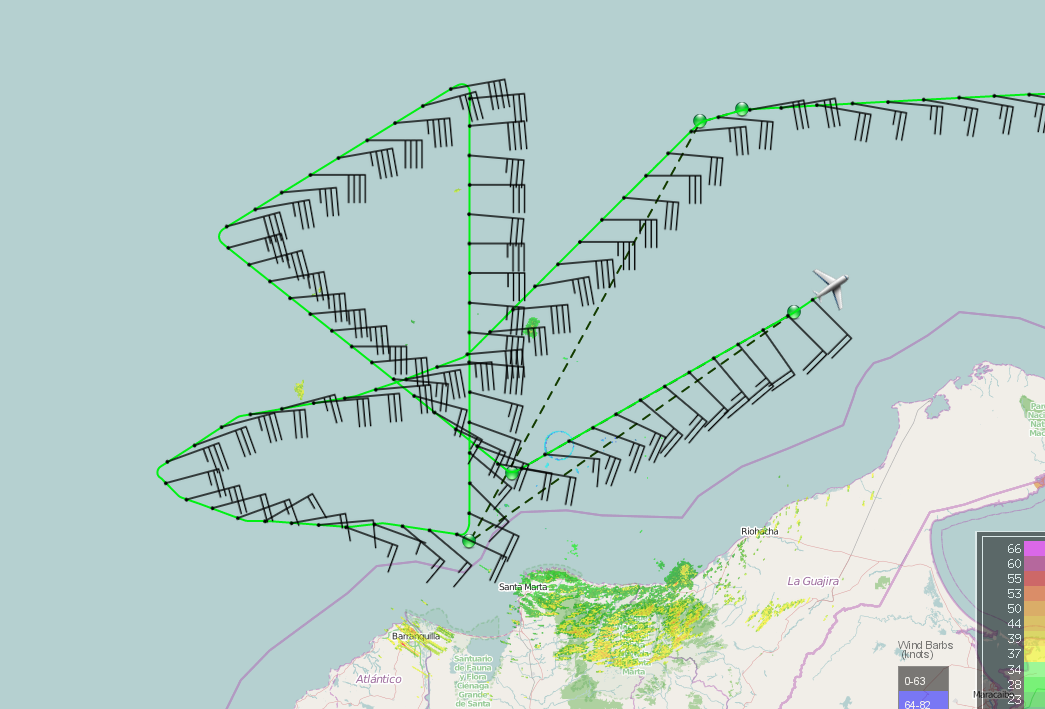 Riohacha
La Guajira
Santa Marta
Barranquilla
Atlántico
Santuario
de Fauna
y Flora
Ciénaga
Grande
de Santa
Marta
Wind Barbs
(knots)
0-63
64-82
66
60
55
53
50
44
39
37
34
28
23